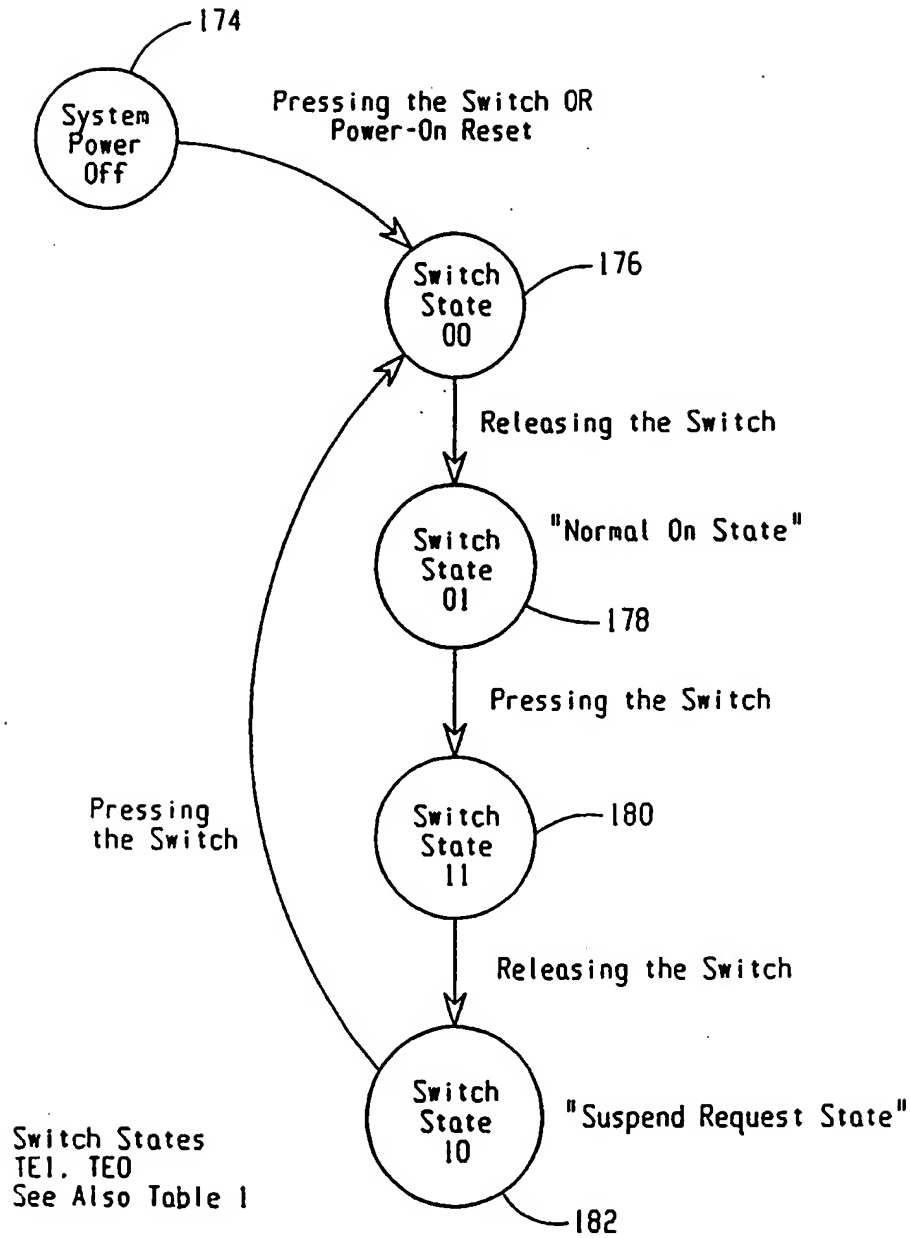 174
System
Power
Off
Pressing the Switch OR
Power-On Reset
176
Switch
State
00
Releasing the Switch
Switch
State
01
"Normal On State"
178
Pressing the Switch
Pressing
the Switch
Switch
State
11
180
Releasing the Switch
Switch
State
10
"Suspend Request State"
182
Switch States
TE1. TE0
See Also Table 1